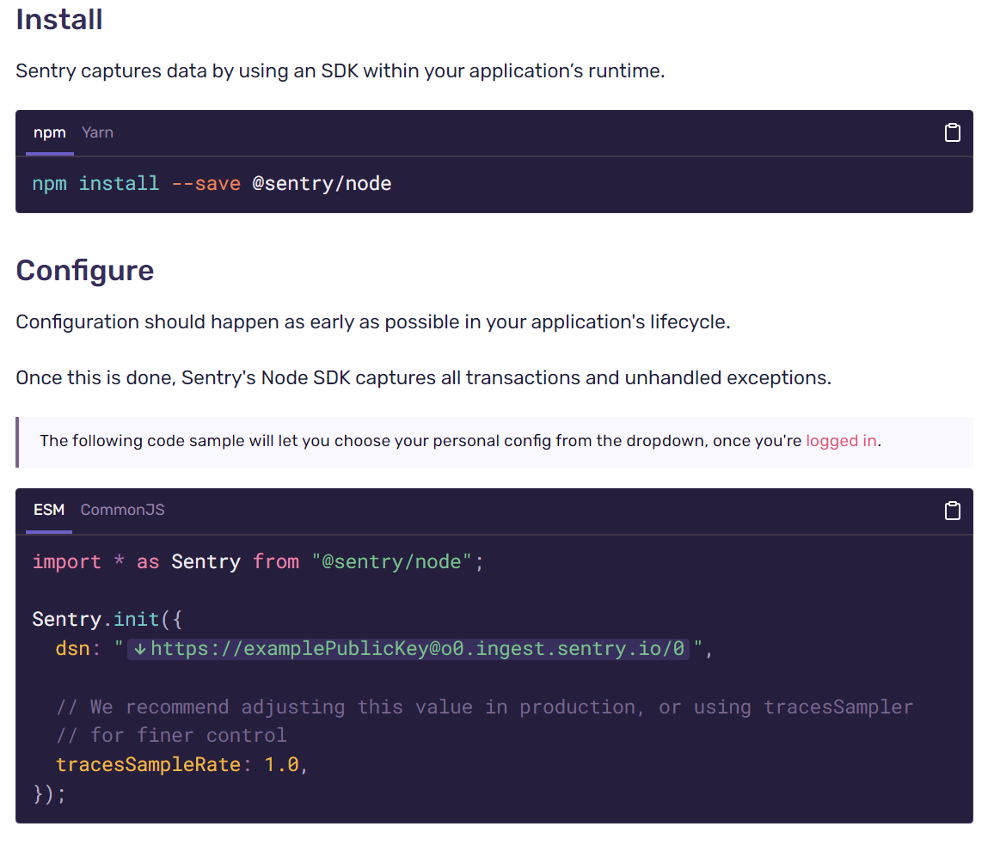 Install
Sentry captures data by using an SDK within your application’s runtime.
npm Yarn
npm install --save @sentry/node
Configure
Configuration should happen as early as possible in your application's lifecycle.
Once this is done, Sentry's Node SDK captures all transactions and unhandled exceptions.
The following code sample will let you choose your personal config from the dropdown, once you're logged in.
ESM CommonJS
import * as Sentry from "@sentry/node";
Sentry.init({
dsn: "↓https://examplePublicKey@o0.ingest.sentry.io/0",
// We recommend adjusting this value in production, or using tracesSampler
// for finer control
tracesSampleRate: 1.0,
});